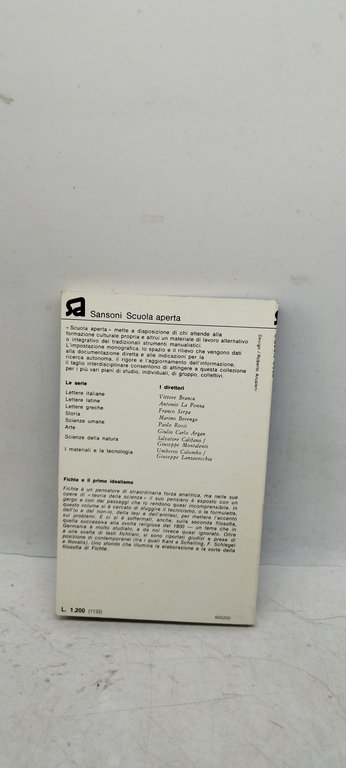 sa
Sansoni Scuola aperta
« Scuola aperta » mette a disposizione di chi attende alla
formazione culturale propria e altrui un materiale di lavoro alternativo
o integrativo dei tradizionali strumenti manualistici.
L'impostazione monografica, lo spazio e il rilievo che vengono dati
alla documentazione diretta e alle indicazioni per la
ricerca autonoma, il rigore e l'aggiornamento dell'informazione,
il taglio interdisciplinare consentono di attingere a questa collezione
per i più vari piani di studio, individuali, di gruppo, collettivi.
Le serie I direttori
Lettere italiane Vittore Branca
Lettere latine Antonio La Penna
Lettere greche Franco Serpa
Storia Marino Berengo
Scienze umane Paolo Rossi
Arte Giulio Carlo Argan
Scienze della natura Salvatore Califano /
Giuseppe Montalenti
I materiali e la tecnologia Umberto Colombo /
Giuseppe Lanzavecchia
Fichte e il primo idealismo
Fichte è un pensatore di straordinaria forza analitica, ma nelle sue
opere di « teoria della scienza » il suo pensiero è esposto con un
gergo e con dei passaggi che lo rendono quasi incomprensibile. In
questo volume si è cercato di sfuggire il tecnicismo, o le formulette,
dell'io e del non-io, della tesi e dell'antitesi, per mettere l'accento
sui problemi. E ci si è soffermati, anche, sulla seconda filosofia,
quella successiva alla svolta religiosa del 1800 — un tema che in
Germania è molto studiato, e da noi invece quasi ignorato. Oltre
a una scelta di testi fichtiani, si sono riportati giudizi e prese di
posizione di contemporanei (tra i quali Kant e Schelling, F. Schlegel
e Novalis). Uno sfondo che illumina la elaborazione e la sorte della
filosofia di Fichte.
L. 1.200 (1132)
Design / Roberto